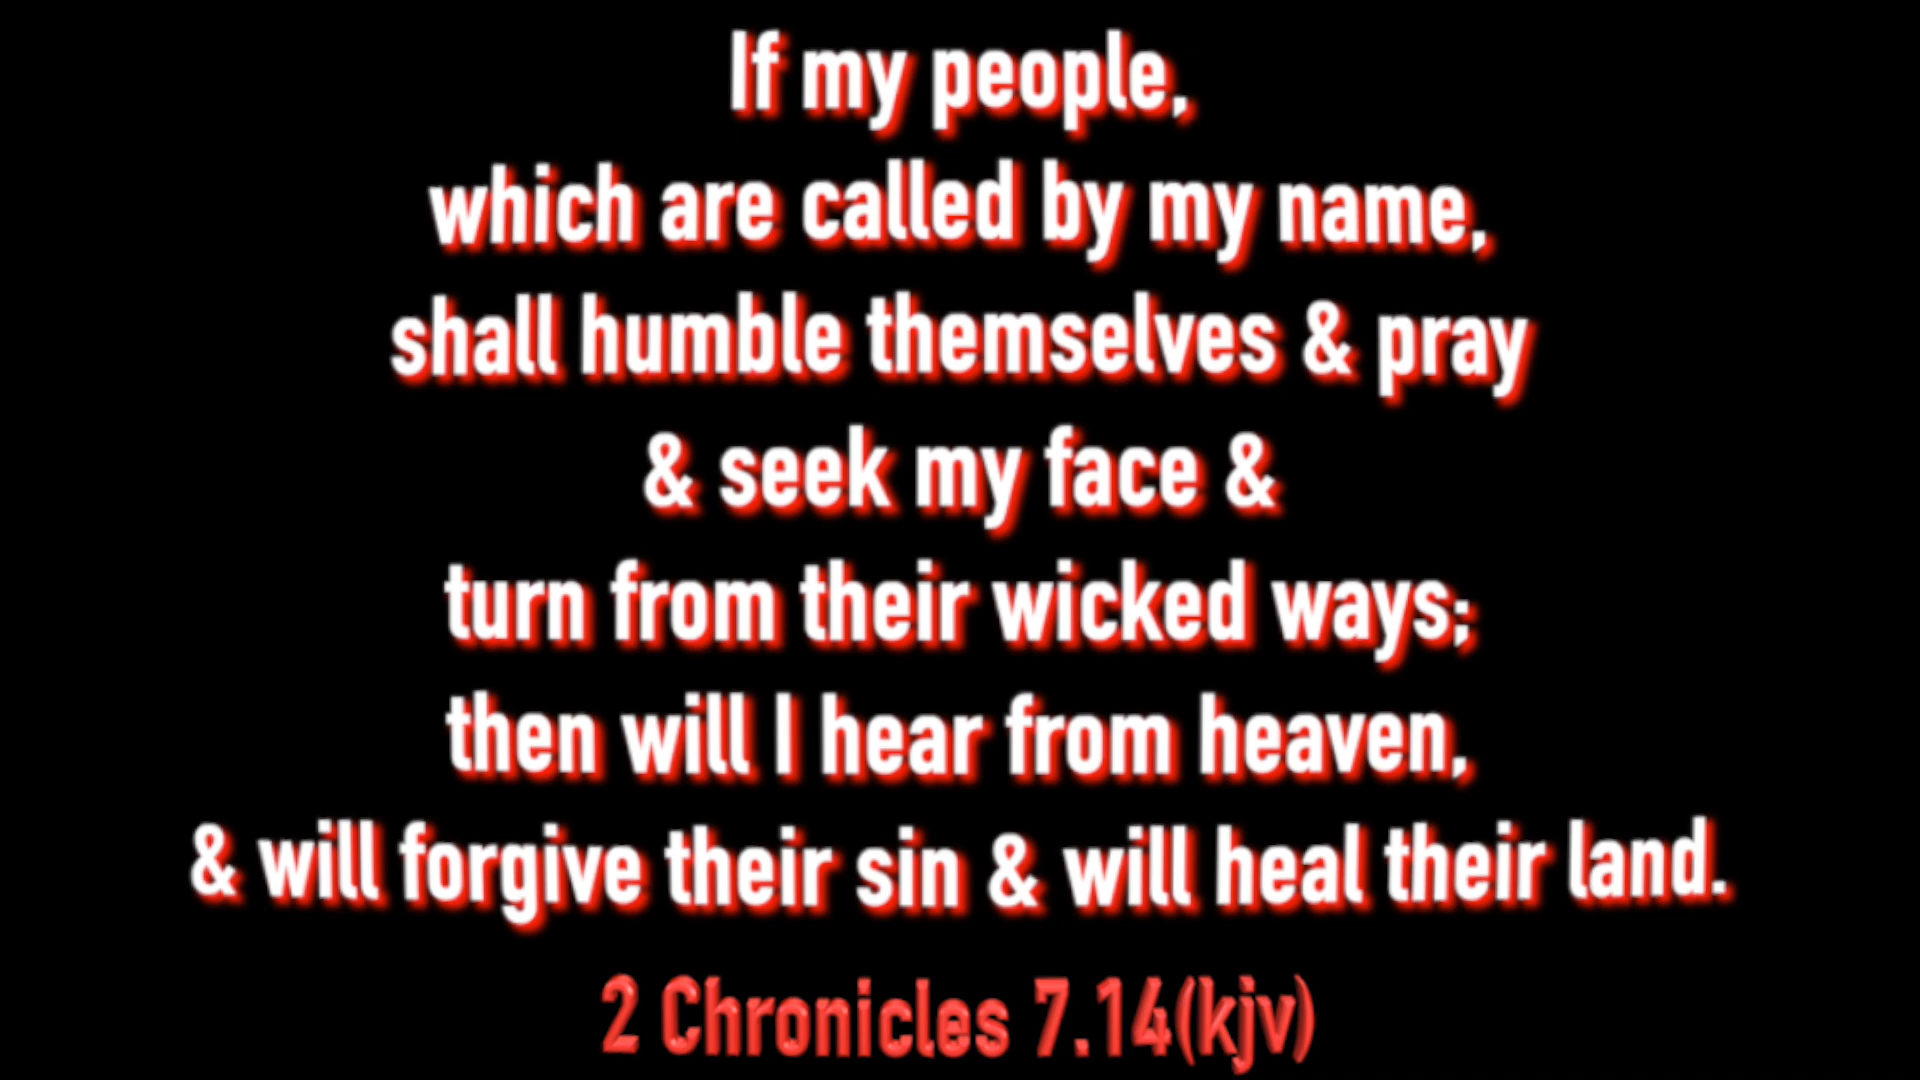 If my people,
which are called by my name,
shall humble themselves & pray
& seek my face &
turn from their wicked ways;
then will I hear from heaven,
& will forgive their sin & will heal their land.
2 Chronicles 7.14(kjv)